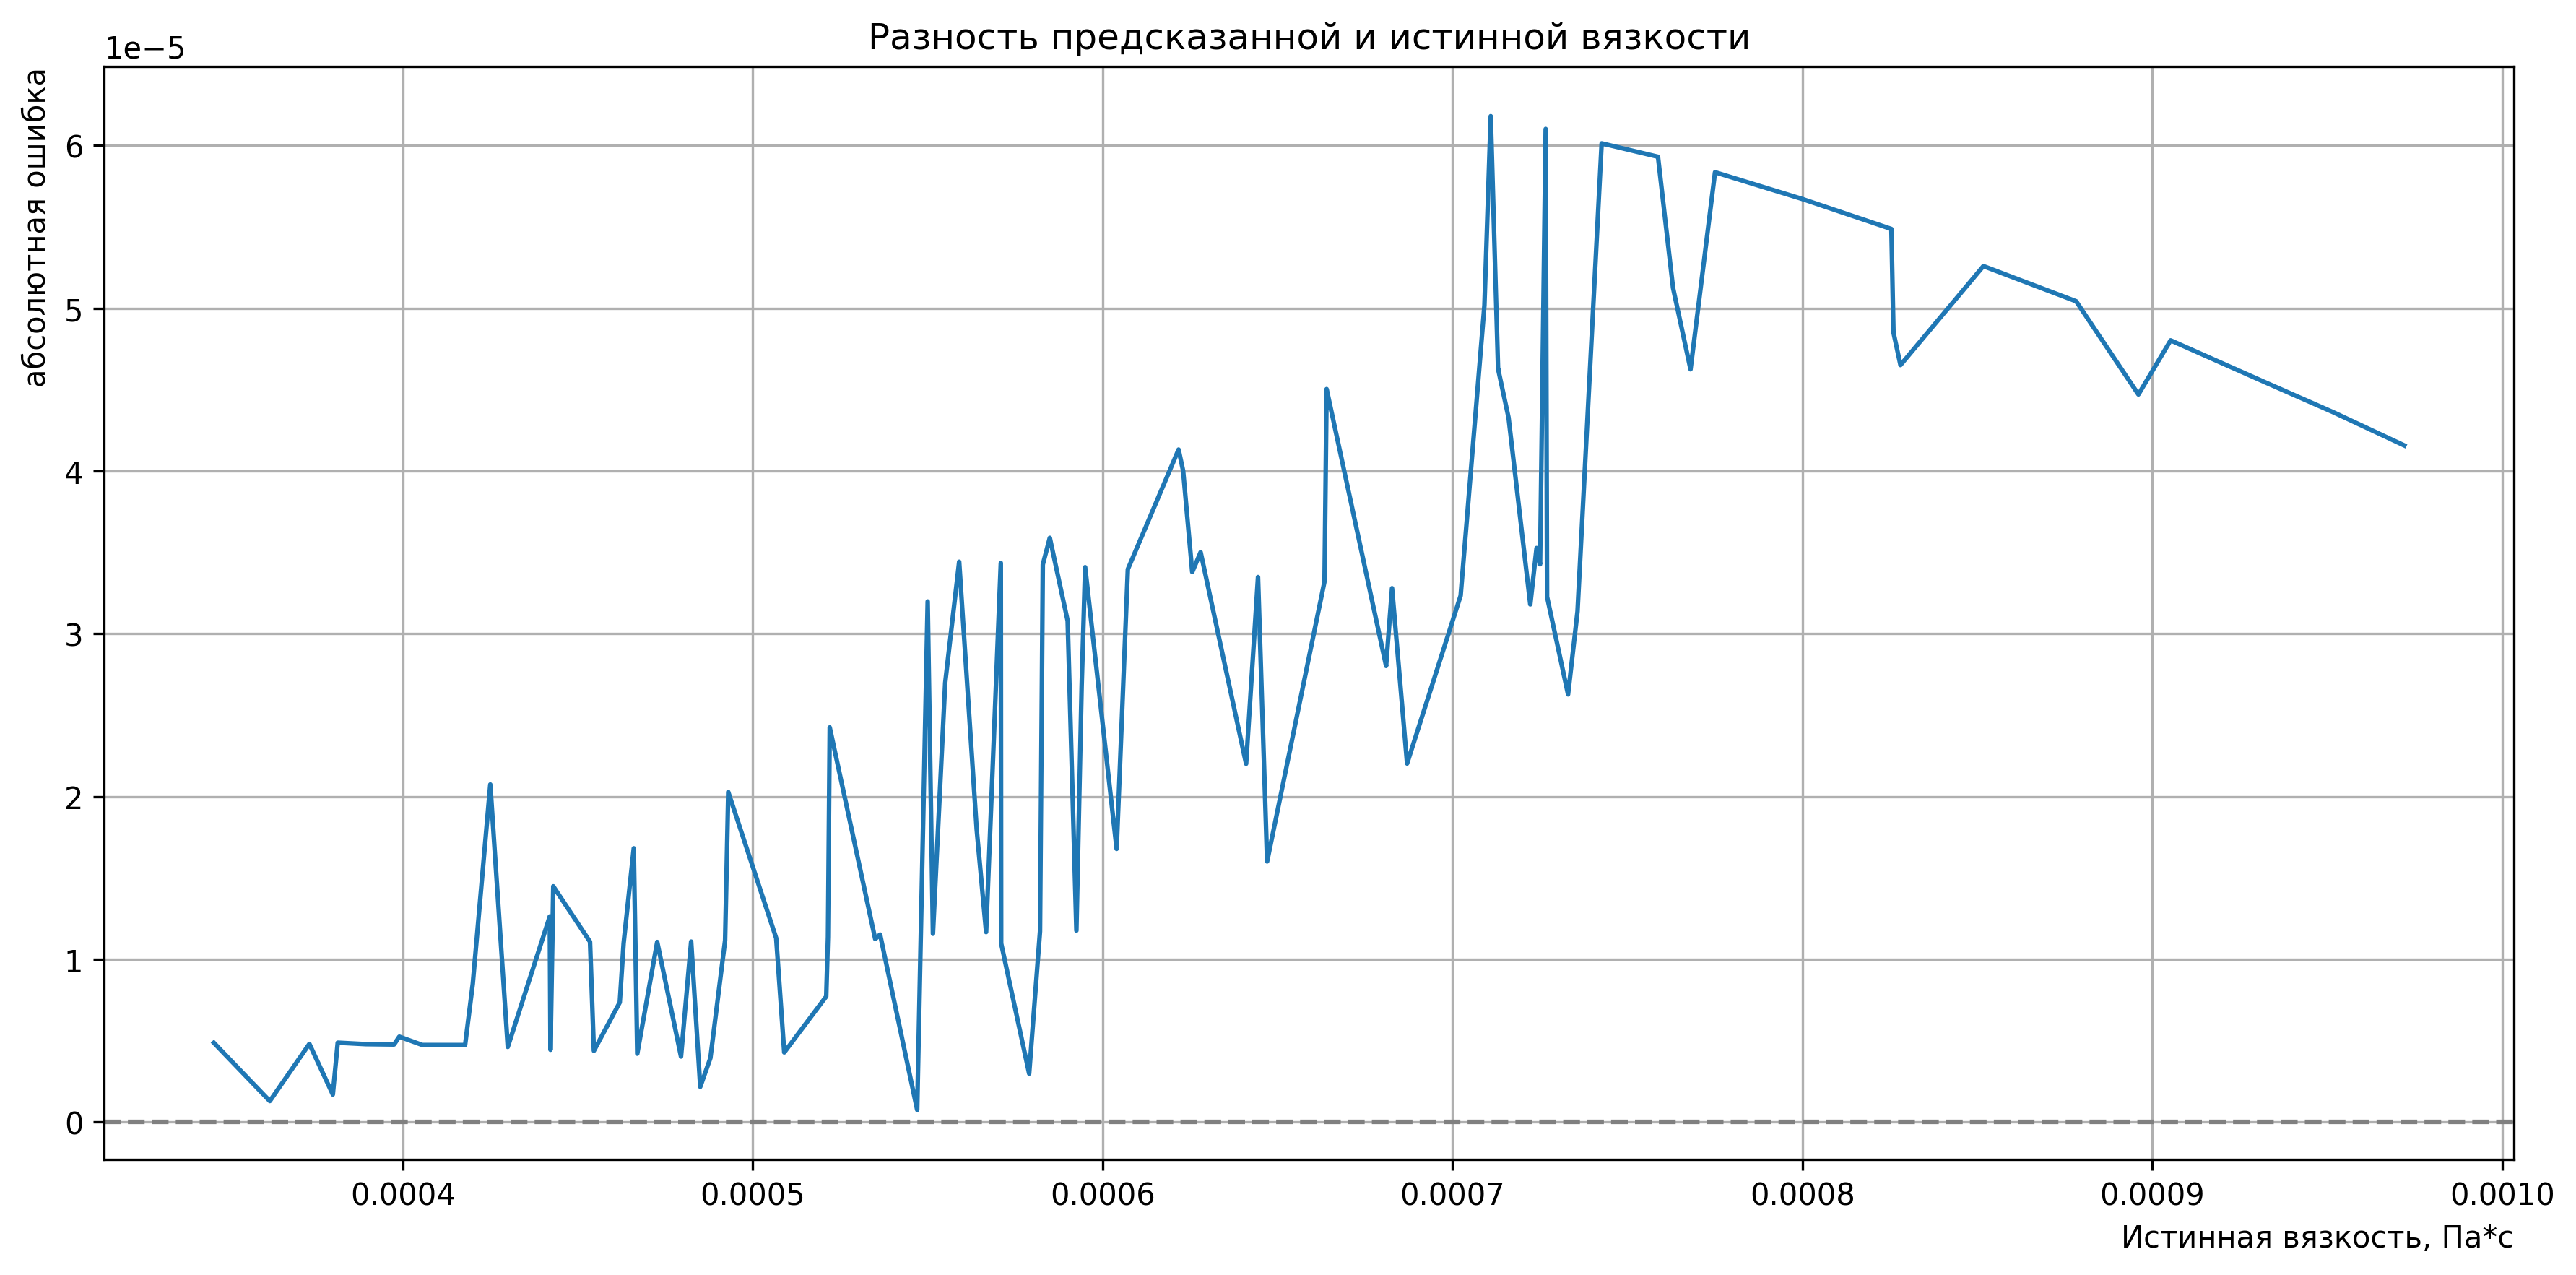 Разность предсказанной и истинной вязкости
1e−5
абсолютная ошибка
6
5
4
3
2
1
0
0.0004 0.0005 0.0006 0.0007 0.0008 0.0009 0.0010
Истинная вязкость, Па*с